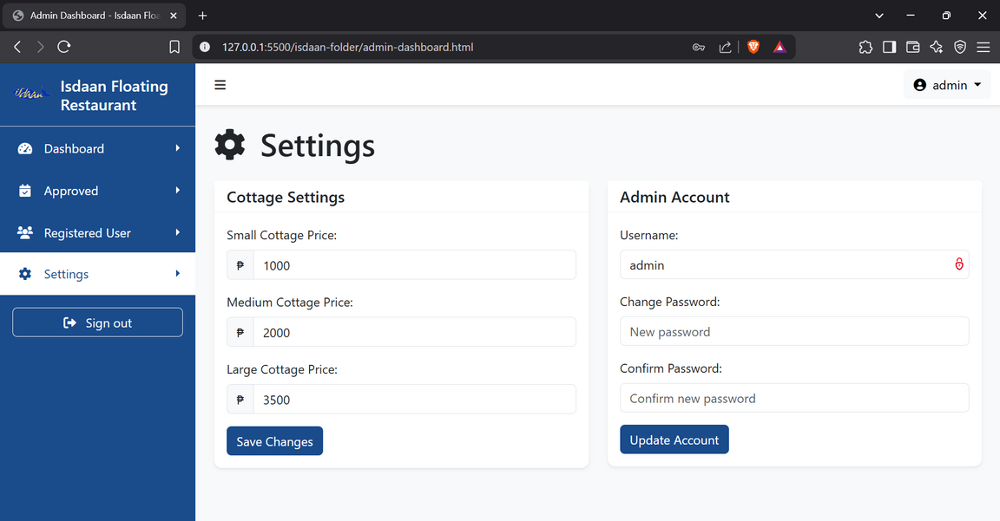 Admin Dashboard - Isdaan Floa
127.0.0.1:5500/isdaan-folder/admin-dashboard.html
Isdaan
Isdaan Floating
Restaurant
admin
Dashboard
Approved
Registered User
Settings
Sign out
Settings
Cottage Settings
Small Cottage Price:
₱ 1000
Medium Cottage Price:
₱ 2000
Large Cottage Price:
₱ 3500
Save Changes
Admin Account
Username:
admin
Change Password:
New password
Confirm Password:
Confirm new password
Update Account